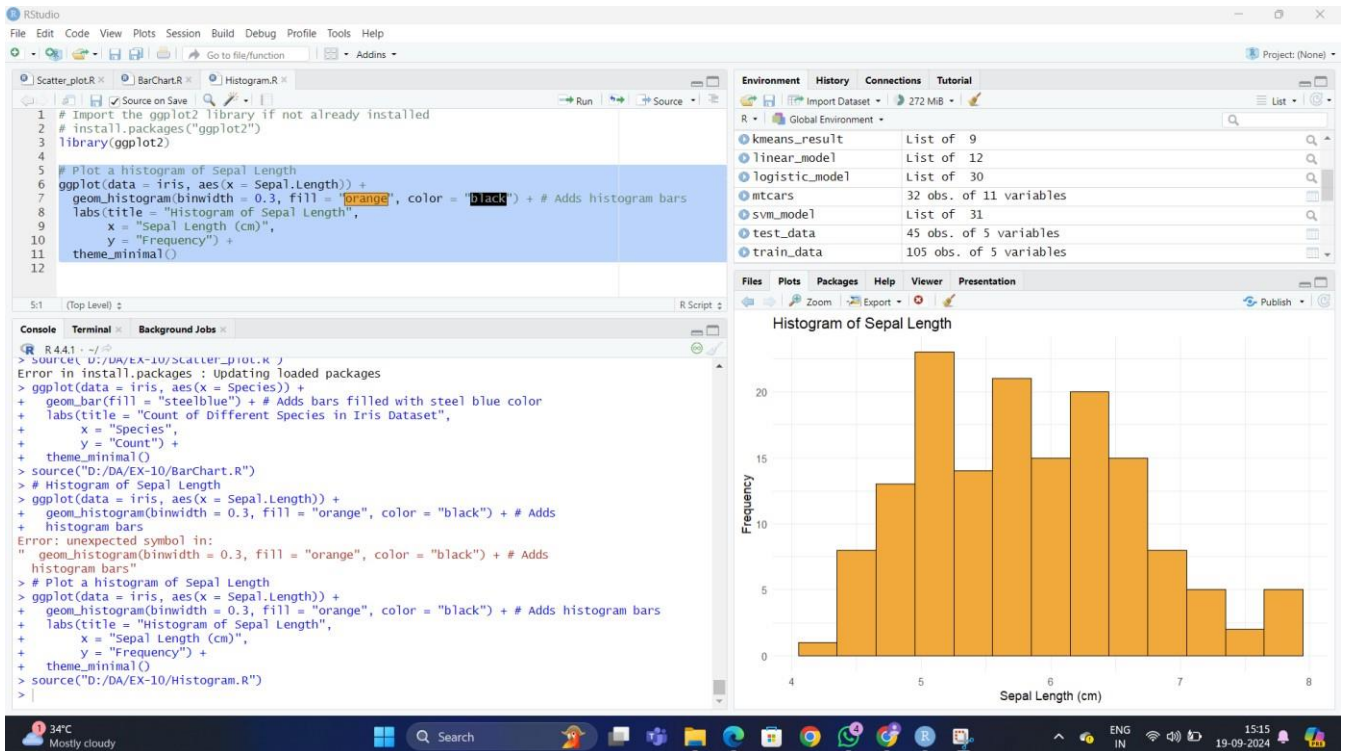 RStudio
File Edit Code View Plots Session Build Debug Profile Tools Help
Go to file/function Addins Project: (None)
Scatter_plot.R BarChart.R Histogram.R
Source on Save Run Source
1 # Import the ggplot2 library if not already installed
2 # install.packages("ggplot2")
3 library(ggplot2)
4
5 # Plot a histogram of Sepal Length
6 ggplot(data = iris, aes(x = Sepal.Length)) +
7 geom_histogram(binwidth = 0.3, fill = "orange", color = "black") + # Adds histogram bars
8 labs(title = "Histogram of Sepal Length",
9 x = "Sepal Length (cm)",
10 y = "Frequency") +
11 theme_minimal()
12
5:1 (Top Level) R Script
Console Terminal Background Jobs
R 4.4.1 · ~/
> source("D:/DA/EX-10/Scatter_plot.R")
Error in install.packages : Updating loaded packages
> ggplot(data = iris, aes(x = Species)) +
+ geom_bar(fill = "steelblue") + # Adds bars filled with steel blue color
+ labs(title = "Count of Different Species in Iris Dataset",
+ x = "Species",
+ y = "Count") +
+ theme_minimal()
> source("D:/DA/EX-10/BarChart.R")
> # Histogram of Sepal Length
> ggplot(data = iris, aes(x = Sepal.Length)) +
+ geom_histogram(binwidth = 0.3, fill = "orange", color = "black") + # Adds
+ histogram bars
Error: unexpected symbol in:
" geom_histogram(binwidth = 0.3, fill = "orange", color = "black") + # Adds
histogram bars"
> # Plot a histogram of Sepal Length
> ggplot(data = iris, aes(x = Sepal.Length)) +
+ geom_histogram(binwidth = 0.3, fill = "orange", color = "black") + # Adds histogram bars
+ labs(title = "Histogram of Sepal Length",
+ x = "Sepal Length (cm)",
+ y = "Frequency") +
+ theme_minimal()
> source("D:/DA/EX-10/Histogram.R")
>
Environment History Connections Tutorial
Import Dataset 272 MiB List
R Global Environment
kmeans_result List of 9
linear_model List of 12
logistic_model List of 30
mtcars 32 obs. of 11 variables
svm_model List of 31
test_data 45 obs. of 5 variables
train_data 105 obs. of 5 variables
Files Plots Packages Help Viewer Presentation
Zoom Export Publish
Histogram of Sepal Length
20
15
10
5
0
Frequency
4 5 6 7 8
Sepal Length (cm)
1 34°C
Mostly cloudy
Search
4
ENG
IN
15:15
19-09-2024